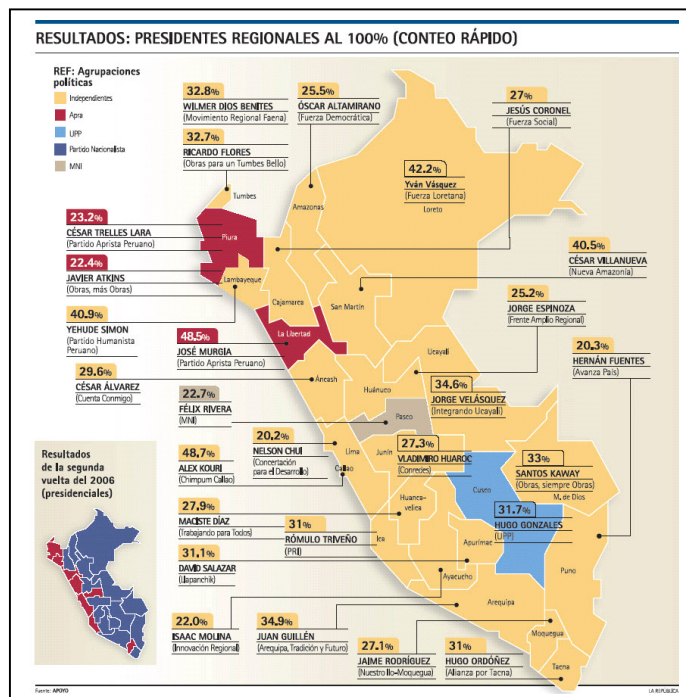 RESULTADOS: PRESIDENTES REGIONALES AL 100% (CONTEO RÁPIDO)
REF: Agrupaciones
políticas
Independientes
Apra
UPP
Partido Nacionalista
MNI
32.8%
WILMER DIOS BENITES
(Movimiento Regional Faena)
25.5%
ÓSCAR ALTAMIRANO
(Fuerza Democrática)
27%
JESÚS CORONEL
(Fuerza Social)
32.7%
RICARDO FLORES
(Obras para un Tumbes Bello)
42.2%
Yván Vásquez
(Fuerza Loretana)
Loreto
Tumbes
Amazonas
23.2%
CÉSAR TRELLES LARA
(Partido Aprista Peruano)
Piura
22.4%
JAVIER ATKINS
(Obras, más Obras)
Lambayeque
Cajamarca
San Martín
40.5%
CÉSAR VILLANUEVA
(Nueva Amazonía)
40.9%
YEHUDE SIMON
(Partido Humanista
Peruano)
25.2%
JORGE ESPINOZA
(Frente Amplio Regional)
48.5%
JOSÉ MURGIA
(Partido Aprista Peruano)
La Libertad
Ucayali
20.3%
HERNÁN FUENTES
(Avanza País)
29.6%
CÉSAR ÁLVAREZ
(Cuenta Conmigo)
Áncash
Huánuco
34.6%
JORGE VELÁSQUEZ
(Integrando Ucayali)
22.7%
FÉLIX RIVERA
(MNI)
Pasco
20.2%
NELSON CHUI
(Concertación
para el Desarrollo)
Lima
Junín
27.3%
VLADIMIRO HUAROC
(Conredes)
33%
SANTOS KAWAY
(Obras, siempre Obras)
M. de Dios
48.7%
ALEX KOURI
(Chimpum Callao)
Callao
Resultados
de la segunda
vuelta del 2006
(presidenciales)
27.9%
MACISTE DÍAZ
(Trabajando para Todos)
Huanca-
velica
Cusco
31.7%
HUGO GONZALES
(UPP)
31%
RÓMULO TRIVEÑO
(PRI)
Ica
31.1%
DAVID SALAZAR
(Llapanchik)
Apurímac
Ayacucho
Puno
Arequipa
22.0%
ISAAC MOLINA
(Innovación Regional)
34.9%
JUAN GUILLÉN
(Arequipa, Tradición y Futuro)
27.1%
JAIME RODRÍGUEZ
(Nuestro Ilo-Moquegua)
31%
HUGO ORDÓÑEZ
(Alianza por Tacna)
Moquegua
Tacna
Fuente: APOYO
LA REPÚBLICA